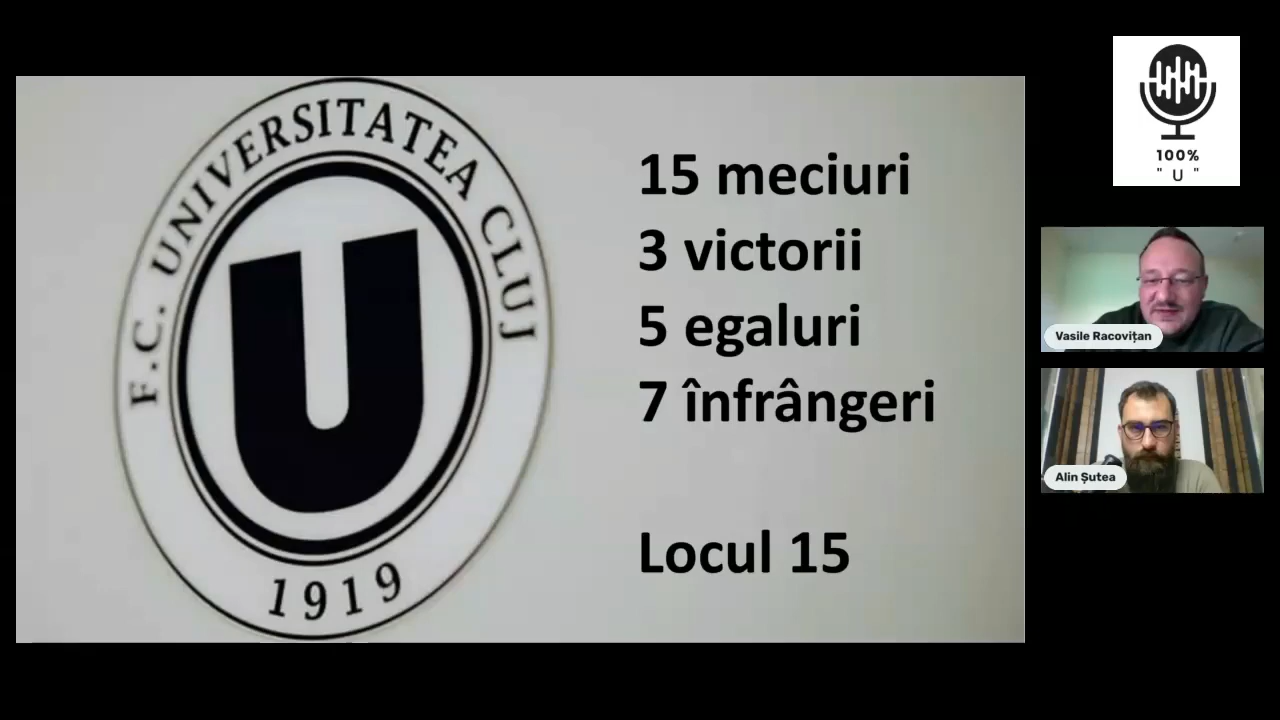 F.C. UNIVERSITATEA CLUJ
U
1919
15 meciuri
3 victorii
5 egaluri
7 înfrângeri
Locul 15
100%
" U "
Vasile Racovițan
Alin Șutea